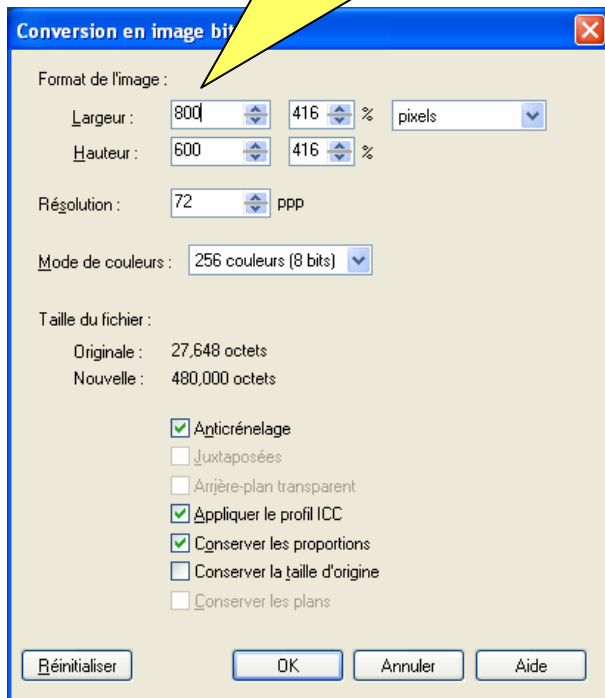 Conversion en image bit
Format de l'image :
Largeur : 800 416 % pixels
Hauteur : 600 416 %
Résolution : 72 ppp
Mode de couleurs : 256 couleurs (8 bits)
Taille du fichier :
Originale : 27,648 octets
Nouvelle : 480,000 octets
Anticrénelage
Juxtaposées
Arrière-plan transparent
Appliquer le profil ICC
Conserver les proportions
Conserver la taille d'origine
Conserver les plans
Réinitialiser OK Annuler Aide